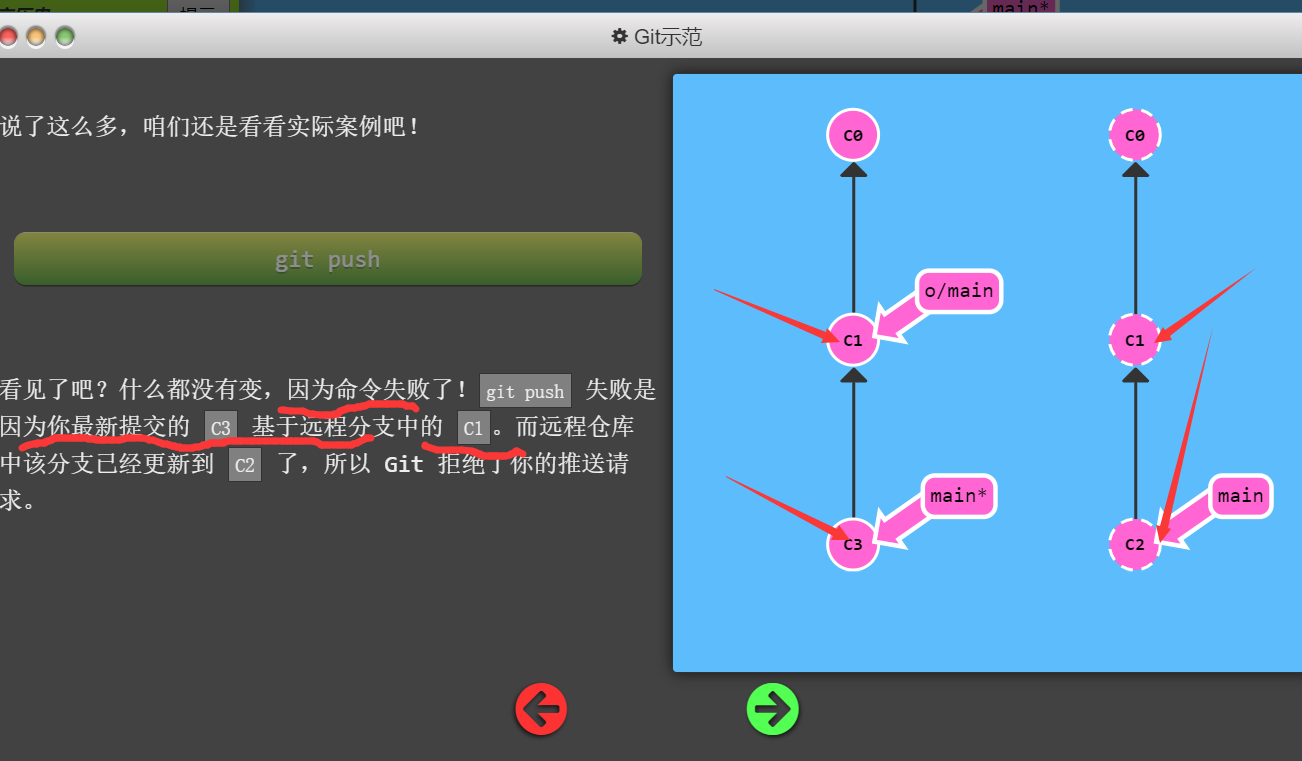 main*
Git示范
说了这么多，咱们还是看看实际案例吧！
git push
看见了吧？什么都没有变，因为命令失败了！git push 失败是
因为你最新提交的 C3 基于远程分支中的 C1。而远程仓库
中该分支已经更新到 C2 了，所以 Git 拒绝了你的推送请
求。
C0
C0
o/main
C1
C1
main*
main
C3
C2